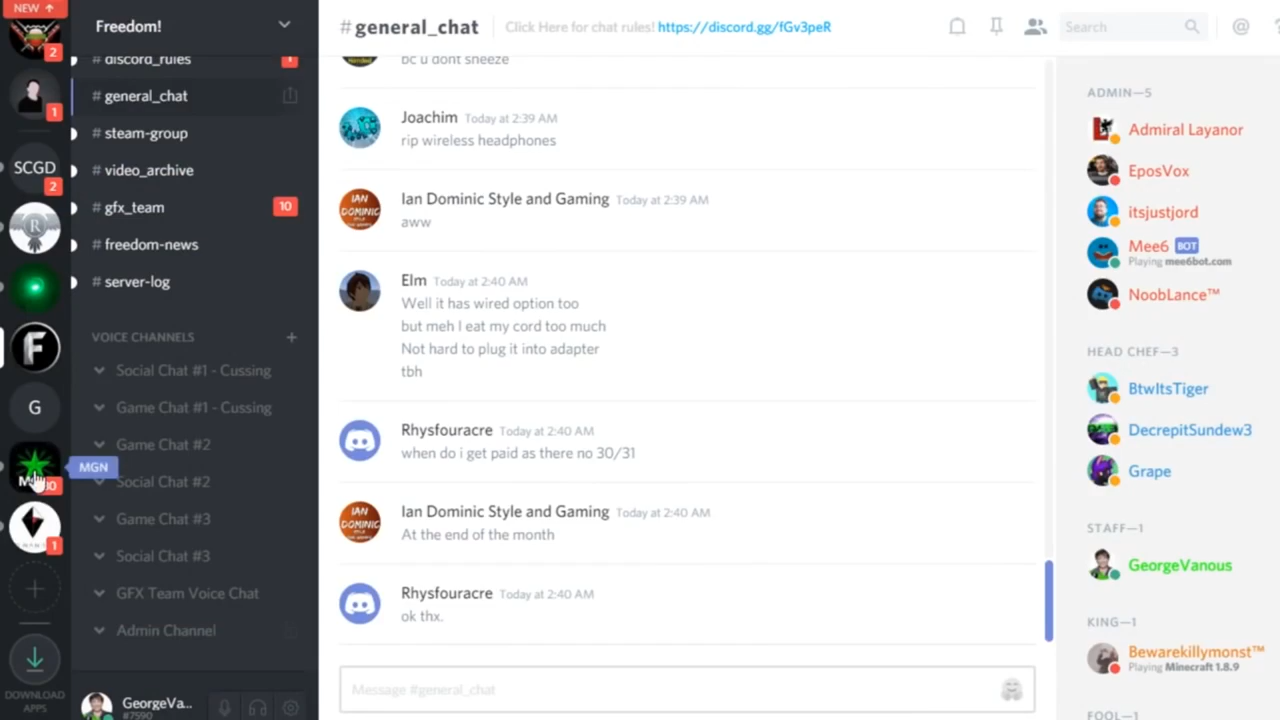 NEW ↑
2
1
SCGD
2
R
F
G
MGN
1
DOWNLOAD
APPS
Freedom!
# discord_rules
# general_chat
# steam-group
# video_archive
# gfx_team
10
# freedom-news
# server-log
VOICE CHANNELS
Social Chat #1 - Cussing
Game Chat #1 - Cussing
Game Chat #2
Social Chat #2
Game Chat #3
Social Chat #3
GFX Team Voice Chat
Admin Channel
GeorgeVa...
#7590
#general_chat
Click Here for chat rules! https://discord.gg/fGv3peR
Search
bc u dont sneeze
Joachim Today at 2:39 AM
rip wireless headphones
Ian Dominic Style and Gaming Today at 2:39 AM
aww
Elm Today at 2:40 AM
Well it has wired option too
but meh I eat my cord too much
Not hard to plug it into adapter
tbh
Rhysfouracre Today at 2:40 AM
when do i get paid as there no 30/31
Ian Dominic Style and Gaming Today at 2:40 AM
At the end of the month
Rhysfouracre Today at 2:40 AM
ok thx.
Message #general_chat
ADMIN—5
Admiral Layanor
EposVox
itsjustjord
Mee6 BOT
Playing mee6bot.com
NoobLance™
HEAD CHEF—3
BtwItsTiger
DecrepitSundew3
Grape
STAFF—1
GeorgeVanous
KING—1
Bewarekillymonst™
Playing Minecraft 1.8.9
FOOL—1